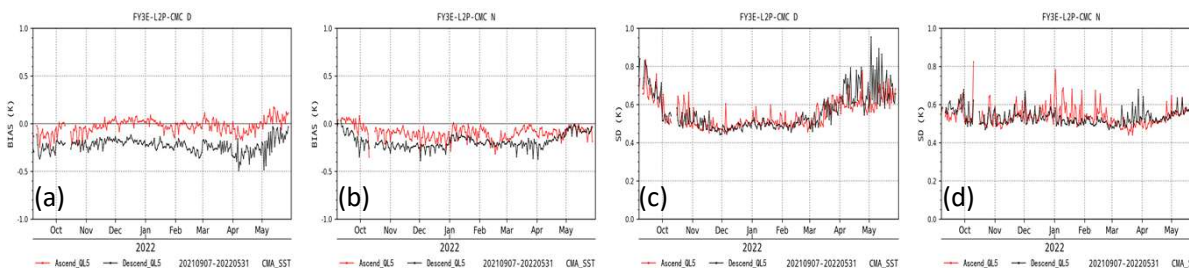 FY3E-L2P-CMC D
BIAS (K)
1.0
0.5
0.0
-0.5
-1.0
(a)
Oct Nov Dec Jan Feb Mar Apr May
2022
Ascend_QL5 Descend_QL5 20210907-20220531 CMA_SST
FY3E-L2P-CMC N
BIAS (K)
1.0
0.5
0.0
-0.5
-1.0
(b)
Oct Nov Dec Jan Feb Mar Apr May
2022
Ascend_QL5 Descend_QL5 20210907-20220531 CMA_SST
FY3E-L2P-CMC D
SD (K)
1.0
0.8
0.6
0.4
0.2
0.0
(c)
Oct Nov Dec Jan Feb Mar Apr May
2022
Ascend_QL5 Descend_QL5 20210907-20220531 CMA_SST
FY3E-L2P-CMC N
SD (K)
1.0
0.8
0.6
0.4
0.2
0.0
(d)
Oct Nov Dec Jan Feb Mar Apr May
2022
Ascend_QL5 Descend_QL5 20210907-20220531 CMA_SST